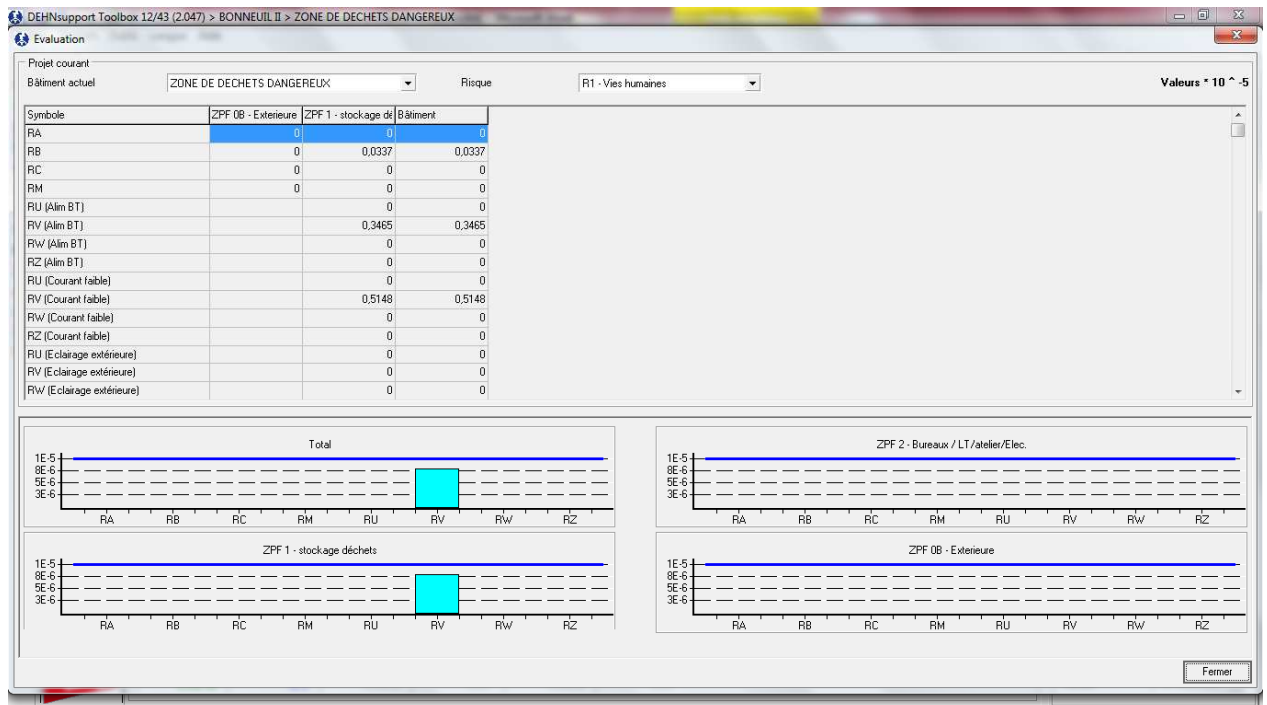 DEHNsupport Toolbox 12/43 (2.047) > BONNEUIL II > ZONE DE DECHETS DANGEREUX
Evaluation
Projet courant
Bâtiment actuel ZONE DE DECHETS DANGEREUX Risque R1 - Vies humaines Valeurs * 10 ^ -5
Symbole ZPF 0B - Exterieure ZPF 1 - stockage dé Bâtiment
RA 0 0 0
RB 0 0,0337 0,0337
RC 0 0 0
RM 0 0 0
RU (Alim BT) 0 0
RV (Alim BT) 0,3465 0,3465
RW (Alim BT) 0 0
RZ (Alim BT) 0 0
RU (Courant faible) 0 0
RV (Courant faible) 0,5148 0,5148
RW (Courant faible) 0 0
RZ (Courant faible) 0 0
RU (Eclairage extérieure) 0 0
RV (Eclairage extérieure) 0 0
RW (Eclairage extérieure) 0 0
Total
1E-5
8E-6
5E-6
3E-6
RA RB RC RM RU RV RW RZ
ZPF 2 - Bureaux / LT/atelier/Elec.
1E-5
8E-6
5E-6
3E-6
RA RB RC RM RU RV RW RZ
ZPF 1 - stockage déchets
1E-5
8E-6
5E-6
3E-6
RA RB RC RM RU RV RW RZ
ZPF 0B - Exterieure
1E-5
8E-6
5E-6
3E-6
RA RB RC RM RU RV RW RZ
Fermer